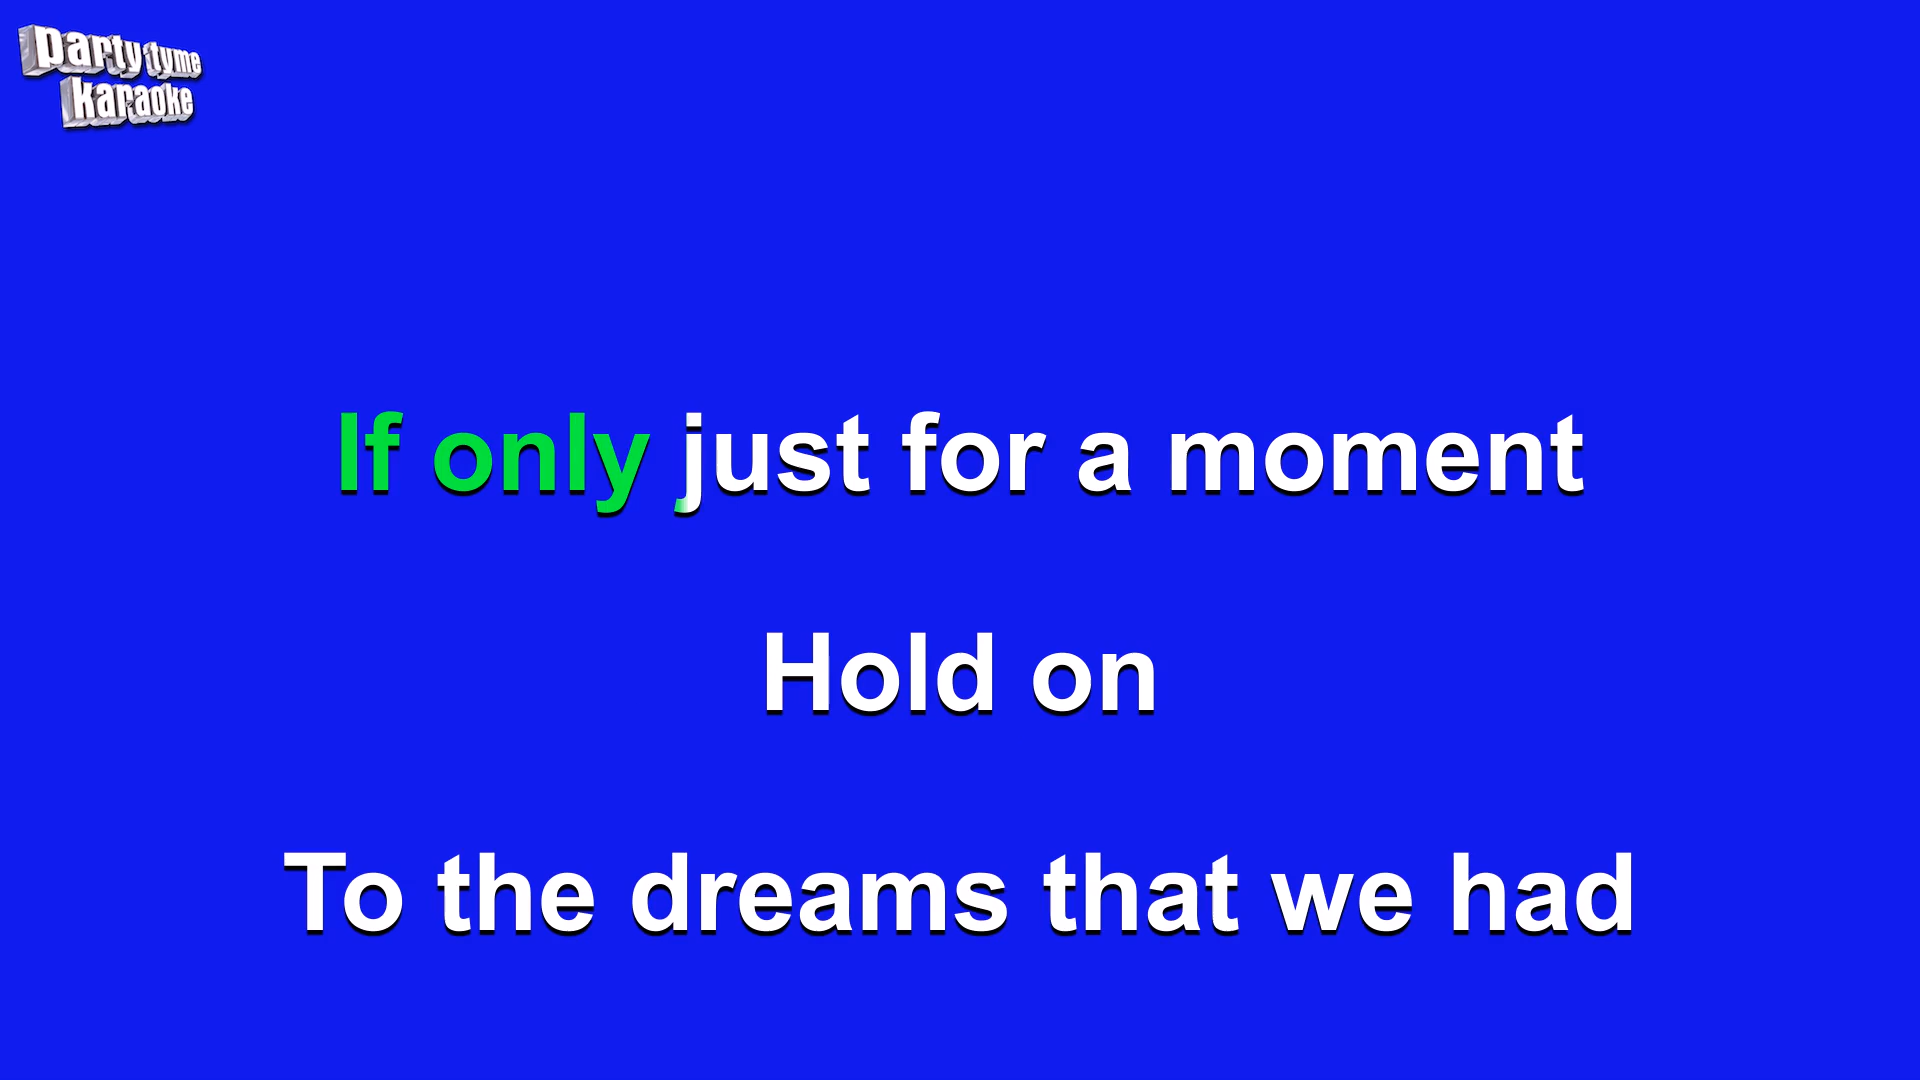 party tyme
karaoke
If only just for a moment
Hold on
To the dreams that we had